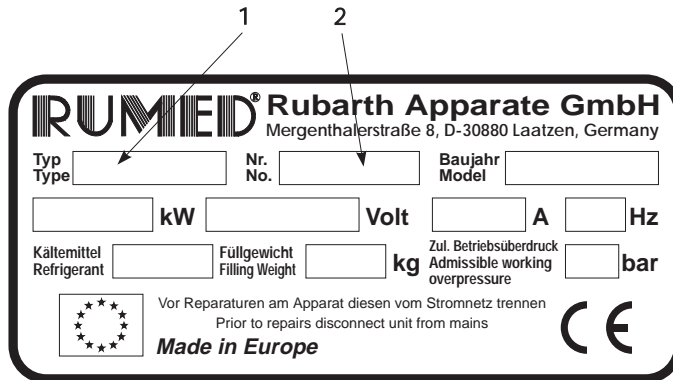 1 2
RUMED® Rubarth Apparate GmbH
Mergenthalerstraße 8, D-30880 Laatzen, Germany
Typ Nr. Baujahr
Type No. Model
kW Volt A Hz
Kältemittel Füllgewicht kg Zul. Betriebsüberdruck bar
Refrigerant Filling Weight Admissible working
overpressure
Vor Reparaturen am Apparat diesen vom Stromnetz trennen
Prior to repairs disconnect unit from mains
Made in Europe CE